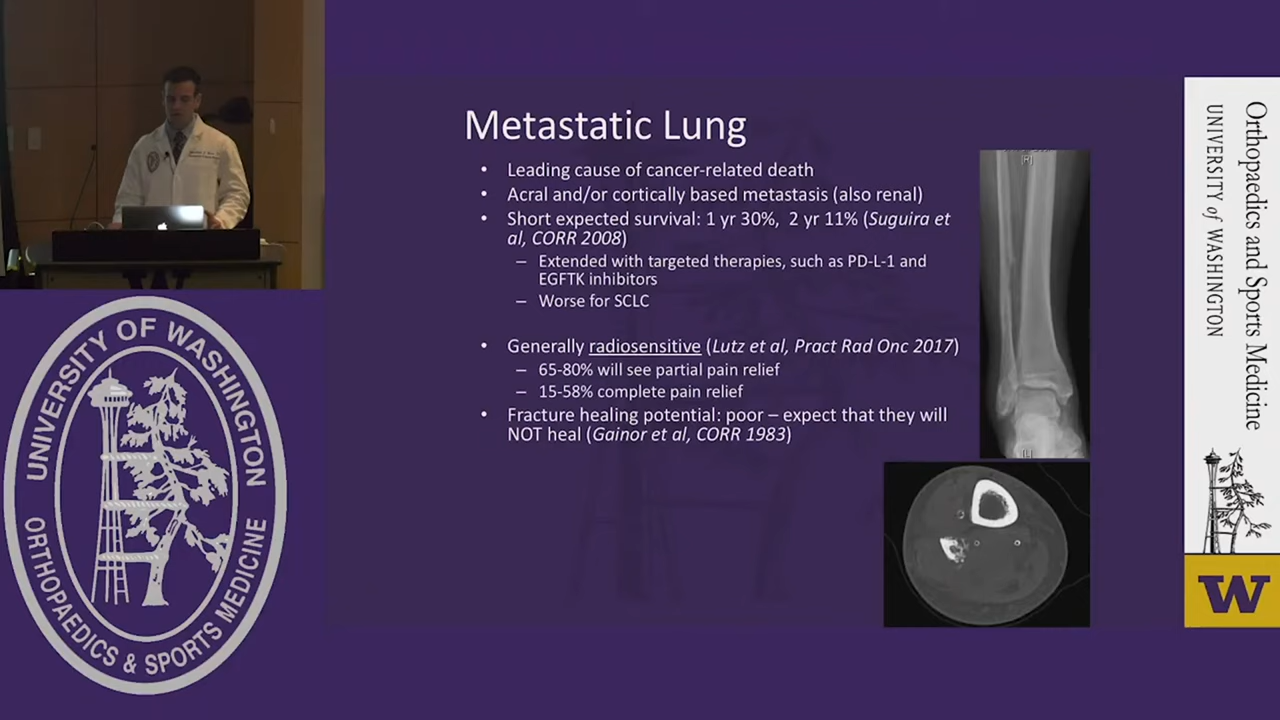 Metastatic Lung
• Leading cause of cancer-related death
• Acral and/or cortically based metastasis (also renal)
• Short expected survival: 1 yr 30%, 2 yr 11% (Suguira et
al, CORR 2008)
– Extended with targeted therapies, such as PD-L-1 and
EGFTK inhibitors
– Worse for SCLC
• Generally radiosensitive (Lutz et al, Pract Rad Onc 2017)
– 65-80% will see partial pain relief
– 15-58% complete pain relief
• Fracture healing potential: poor – expect that they will
NOT heal (Gainor et al, CORR 1983)
[H]
[L]
UNIVERSITY OF WASHINGTON
ORTHOPAEDICS & SPORTS MEDICINE
Orthopaedics and Sports Medicine
UNIVERSITY of WASHINGTON
W